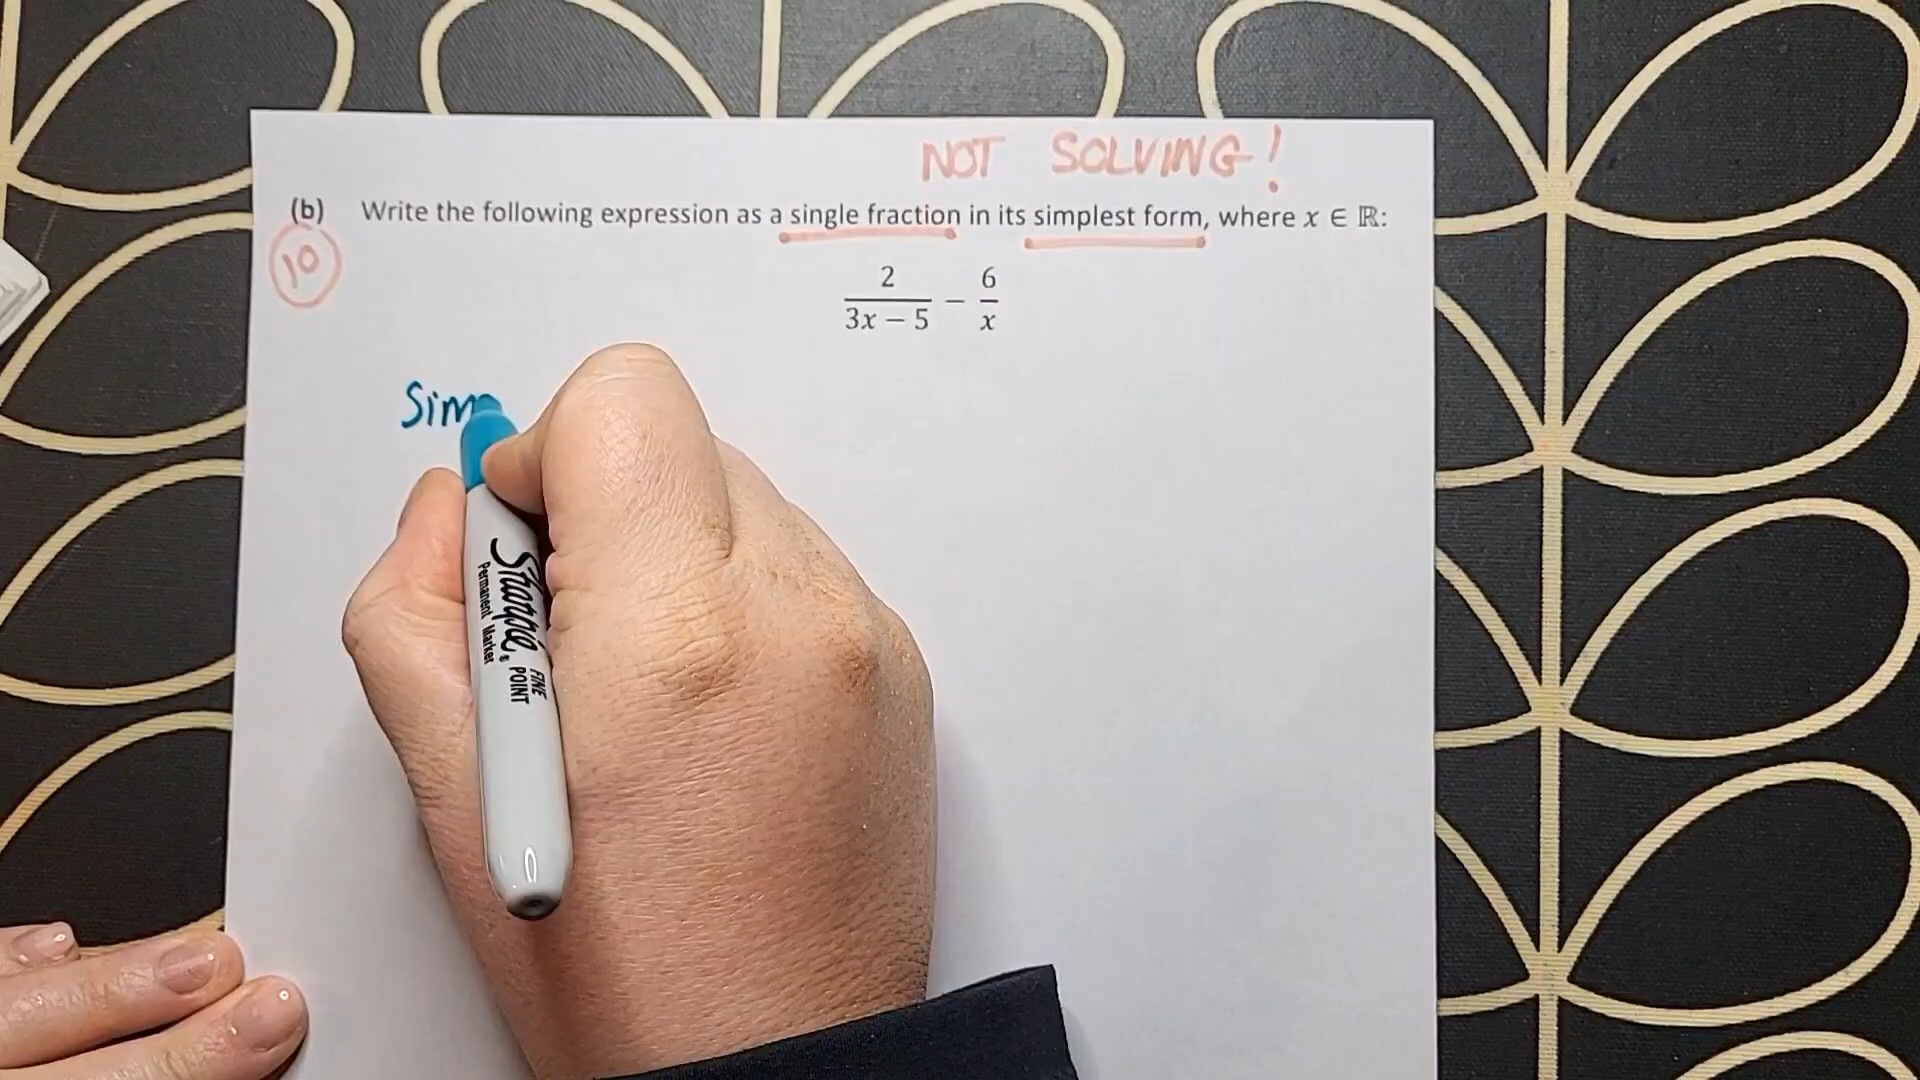 NOT SOLVING!
(b) Write the following expression as a single fraction in its simplest form, where x ∈ ℝ:
10
2/(3x − 5) − 6/x
Sim
Sharpie.
FINE POINT
Permanent Marker